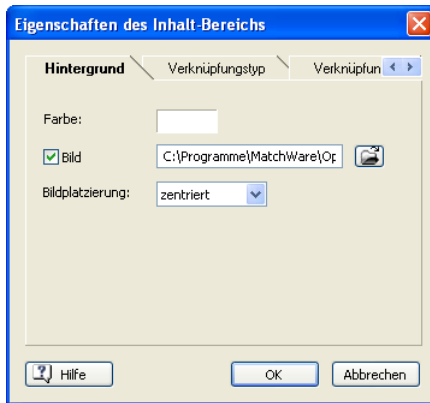 Eigenschaften des Inhalt-Bereichs
Hintergrund Verknüpfungstyp Verknüpfun
Farbe:
Bild C:\Programme\MatchWare\Op
Bildplatzierung: zentriert
Hilfe OK Abbrechen